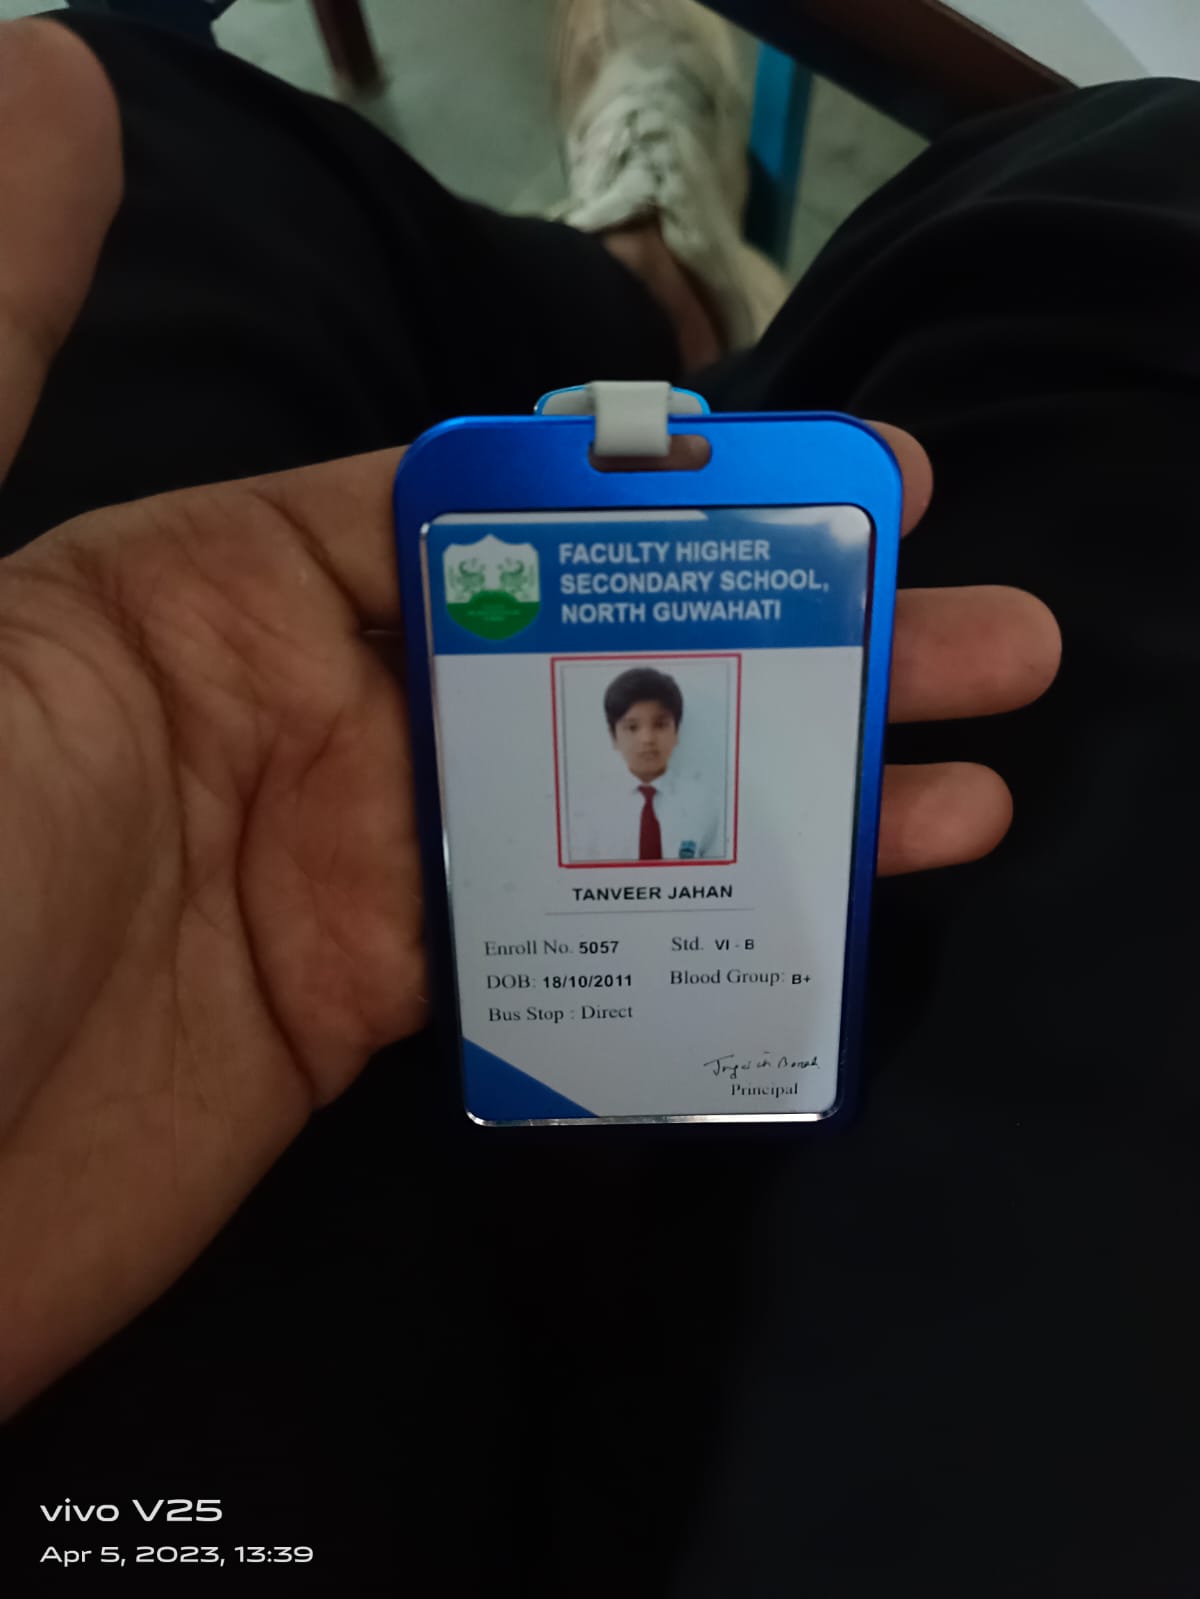 FACULTY HIGHER
SECONDARY SCHOOL,
NORTH GUWAHATI
TANVEER JAHAN
Enroll No. 5057 Std. VI - B
DOB: 18/10/2011 Blood Group: B+
Bus Stop : Direct
Principal
vivo V25
Apr 5, 2023, 13:39